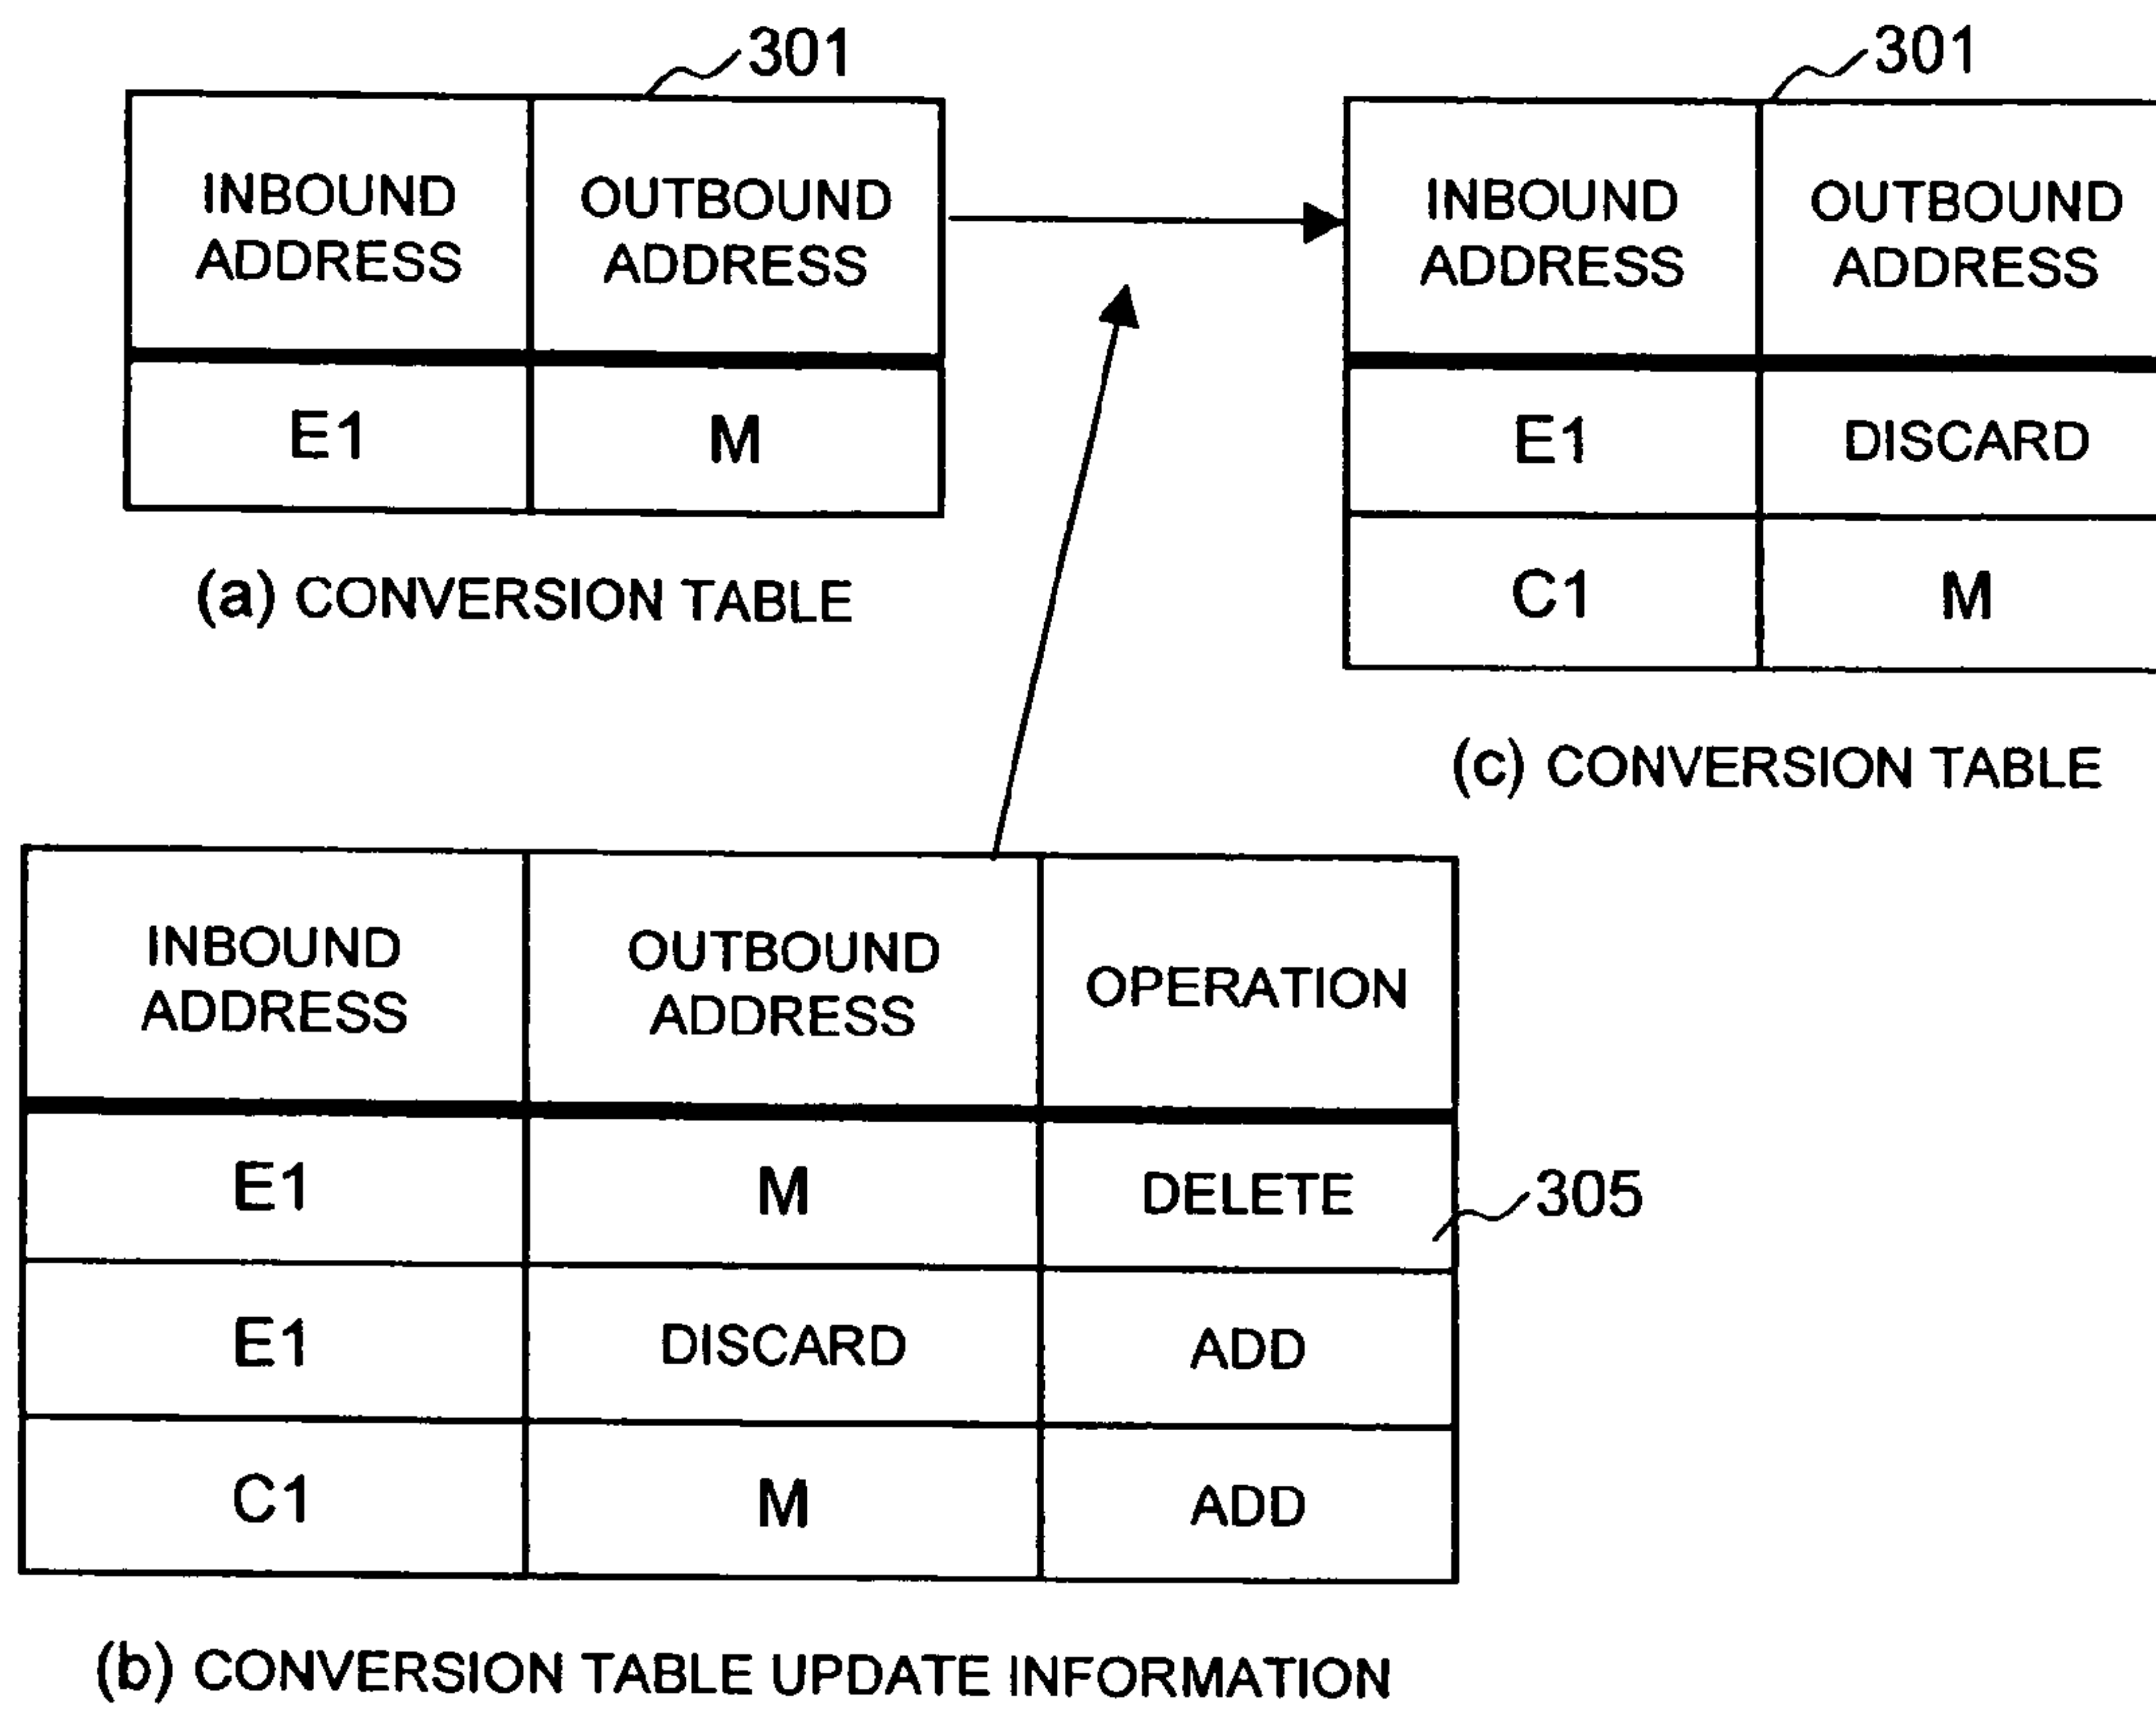 301
INBOUND ADDRESS
OUTBOUND ADDRESS
E1
M
(a) CONVERSION TABLE
301
INBOUND ADDRESS
OUTBOUND ADDRESS
E1
DISCARD
C1
M
(c) CONVERSION TABLE
INBOUND ADDRESS
OUTBOUND ADDRESS
OPERATION
E1
M
DELETE
305
E1
DISCARD
ADD
C1
M
ADD
(b) CONVERSION TABLE UPDATE INFORMATION